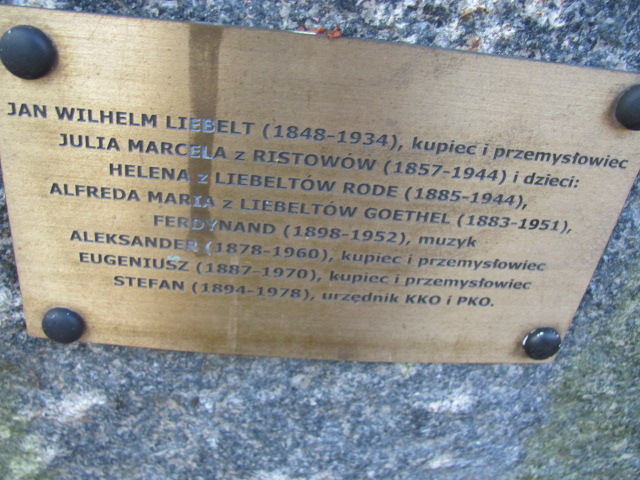 JAN WILHELM LIEBELT (1848-1934), kupiec i przemysłowiec
JULIA MARCELA z RISTOWÓW (1857-1944) i dzieci:
HELENA z LIEBELTÓW RODE (1885-1944),
ALFREDA MARIA z LIEBELTÓW GOETHEL (1883-1951),
FERDYNAND (1898-1952), muzyk
ALEKSANDER (1878-1960), kupiec i przemysłowiec
EUGENIUSZ (1887-1970), kupiec i przemysłowiec
STEFAN (1894-1978), urzędnik KKO i PKO.